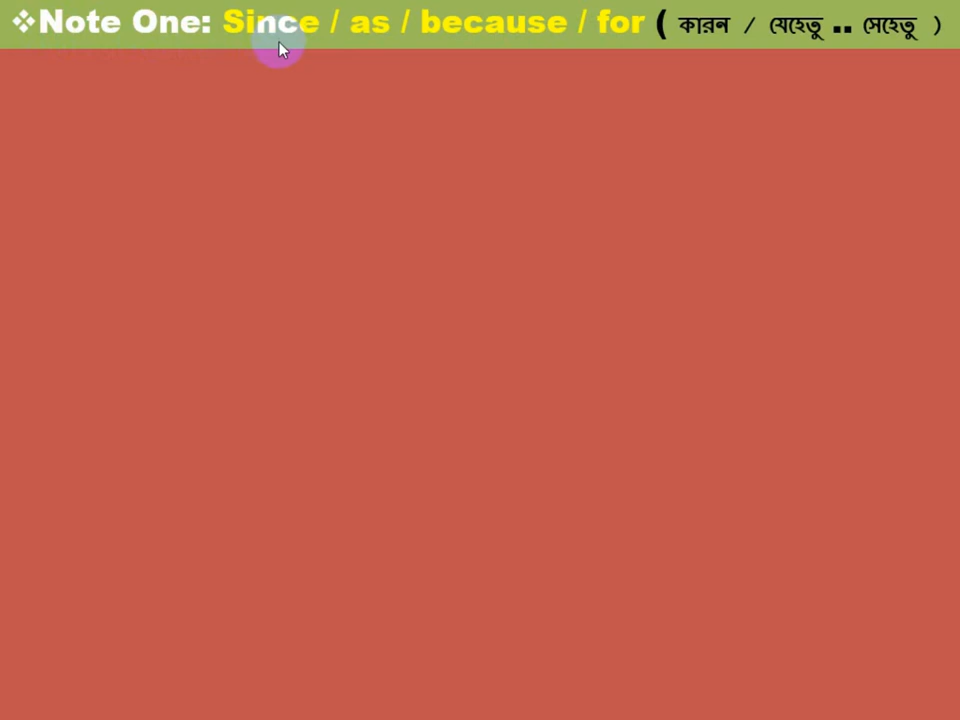 ❖Note One: Since / as / because / for ( কারন / যেহেতু .. সেহেতু )